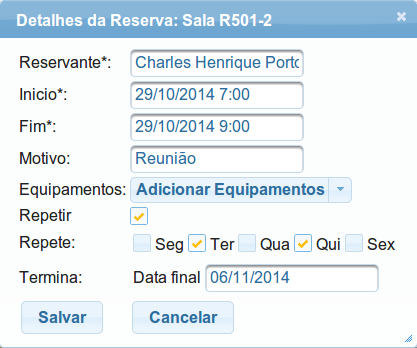 Detalhes da Reserva: Sala R501-2
Reservante*: Charles Henrique Porto
Inicio*: 29/10/2014 7:00
Fim*: 29/10/2014 9:00
Motivo: Reunião
Equipamentos: Adicionar Equipamentos
Repetir
Repete: Seg Ter Qua Qui Sex
Termina: Data final 06/11/2014
Salvar Cancelar